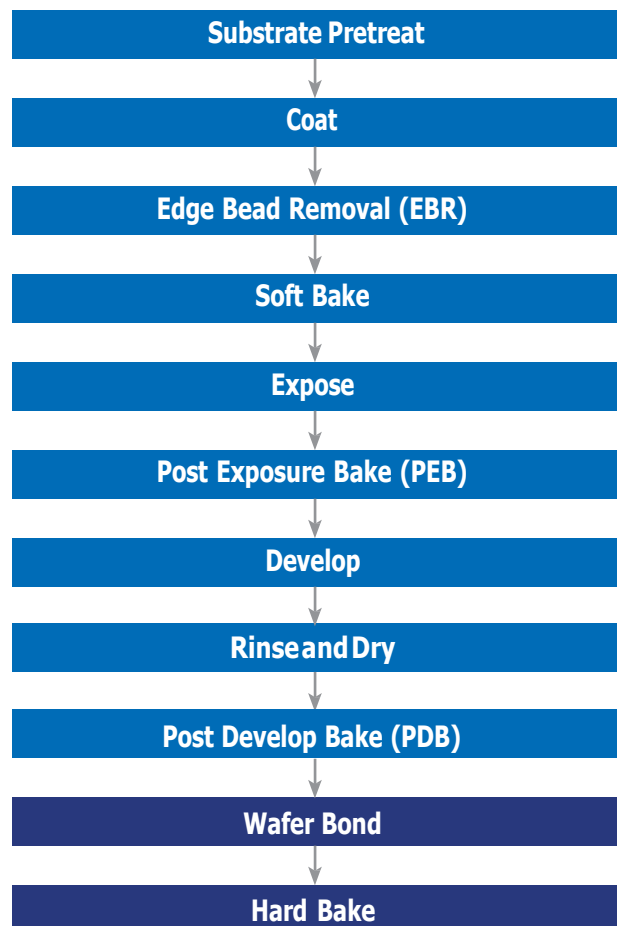 Substrate Pretreat
Coat
Edge Bead Removal (EBR)
Soft Bake
Expose
Post Exposure Bake (PEB)
Develop
Rinse and Dry
Post Develop Bake (PDB)
Wafer Bond
Hard Bake